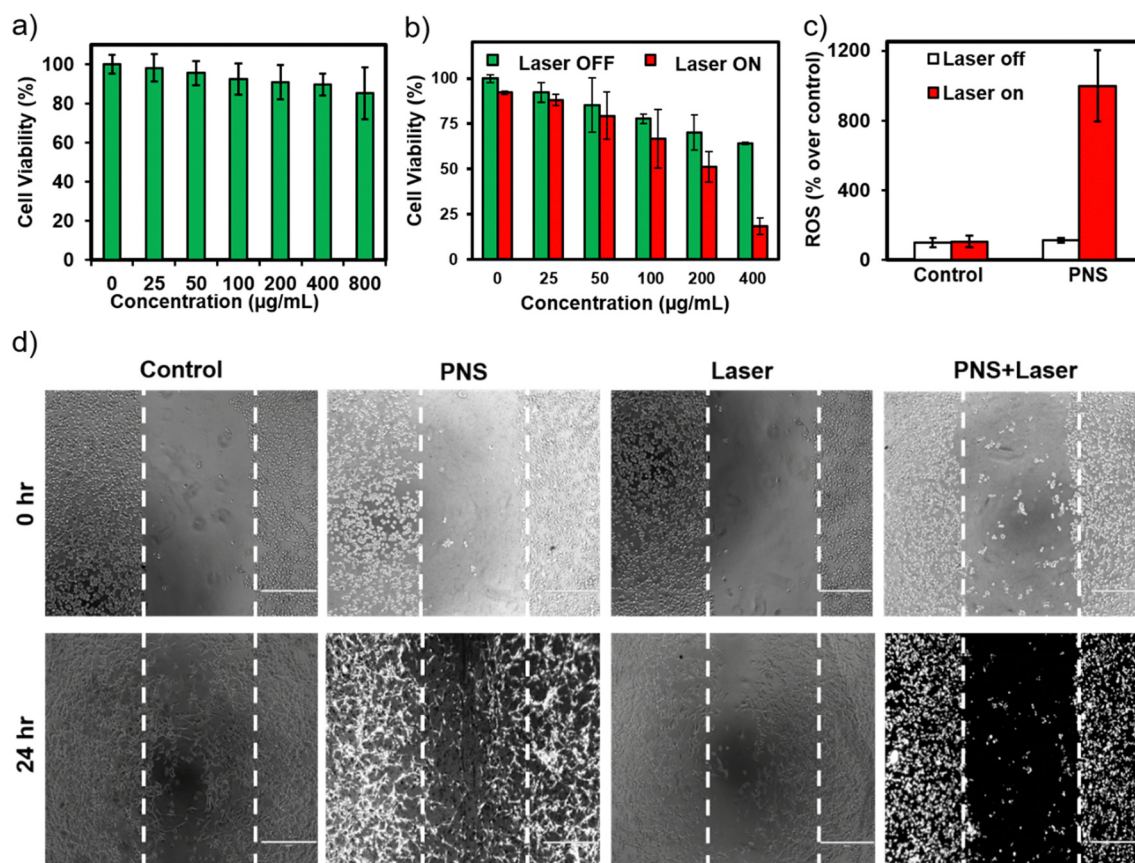 a)
Cell Viability (%)
120
100
80
60
40
20
0
0 25 50 100 200 400 800
Concentration (µg/mL)
b)
Cell Viability (%)
Laser OFF Laser ON
100
75
50
25
0
0 25 50 100 200 400
Concentration (µg/mL)
c)
ROS (% over control)
1200
800
400
0
Laser off
Laser on
Control PNS
d)
Control PNS Laser PNS+Laser
0 hr
24 hr